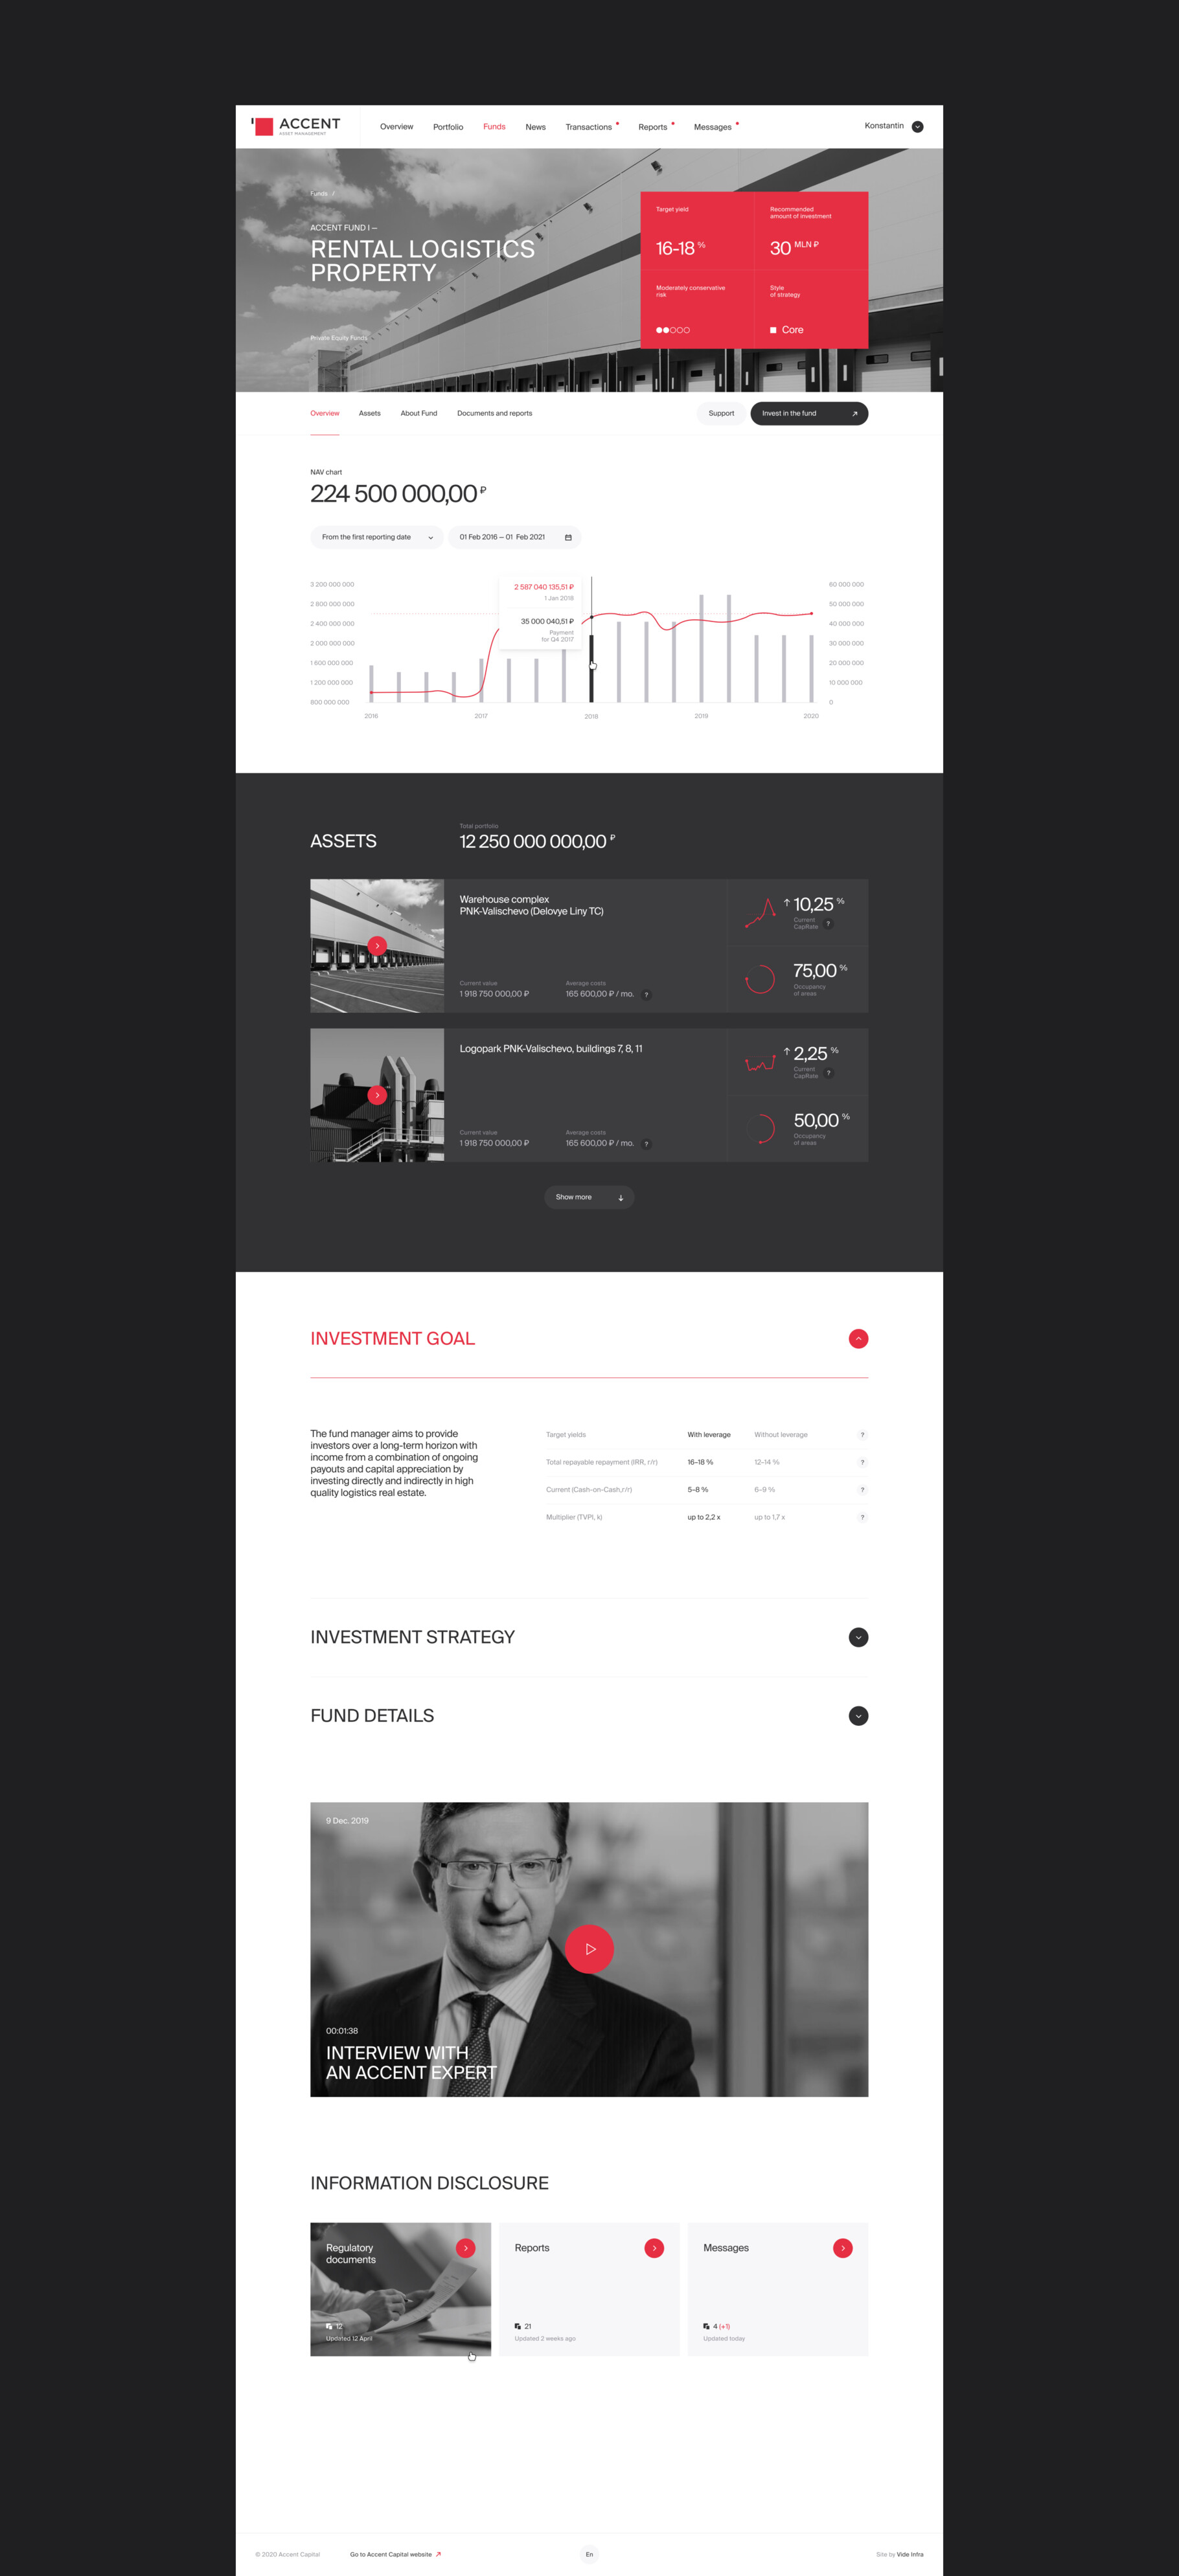 ACCENT
ASSET MANAGEMENT
Overview
Portfolio
Funds
News
Transactions
Reports
Messages
Konstantin
Funds /
ACCENT FUND I —
RENTAL LOGISTICS
PROPERTY
Private Equity Funds
Target yield
16-18 %
Recommended
amount of investment
30 MLN ₽
Moderately conservative
risk
Style
of strategy
Core
Overview
Assets
About Fund
Documents and reports
Support
Invest in the fund
NAV chart
224 500 000,00 ₽
From the first reporting date
01 Feb 2016 — 01 Feb 2021
3 200 000 000
2 800 000 000
2 400 000 000
2 000 000 000
1 600 000 000
1 200 000 000
800 000 000
2 587 040 135,51 ₽
1 Jan 2018
35 000 040,51 ₽
Payment
for Q4 2017
60 000 000
50 000 000
40 000 000
30 000 000
20 000 000
10 000 000
0
2016
2017
2018
2019
2020
ASSETS
Total portfolio
12 250 000 000,00 ₽
Warehouse complex
PNK-Valischevo (Delovye Liny TC)
Current value
1 918 750 000,00 ₽
Average costs
165 600,00 ₽ / mo. ?
10,25 %
Current
CapRate ?
75,00 %
Occupancy
of areas
Logopark PNK-Valischevo, buildings 7, 8, 11
Current value
1 918 750 000,00 ₽
Average costs
165 600,00 ₽ / mo. ?
2,25 %
Current
CapRate ?
50,00 %
Occupancy
of areas
Show more
INVESTMENT GOAL
The fund manager aims to provide
investors over a long-term horizon with
income from a combination of ongoing
payouts and capital appreciation by
investing directly and indirectly in high
quality logistics real estate.
Target yields With leverage Without leverage ?
Total repayable repayment (IRR, r/r) 16–18 % 12–14 % ?
Current (Cash-on-Cash,r/r) 5–8 % 6–9 % ?
Multiplier (TVPI, k) up to 2,2 x up to 1,7 x ?
INVESTMENT STRATEGY
FUND DETAILS
9 Dec. 2019
00:01:38
INTERVIEW WITH
AN ACCENT EXPERT
INFORMATION DISCLOSURE
Regulatory
documents
12
Updated 12 April
Reports
21
Updated 2 weeks ago
Messages
4 (+1)
Updated today
© 2020 Accent Capital
Go to Accent Capital website
En
Site by Vide Infra